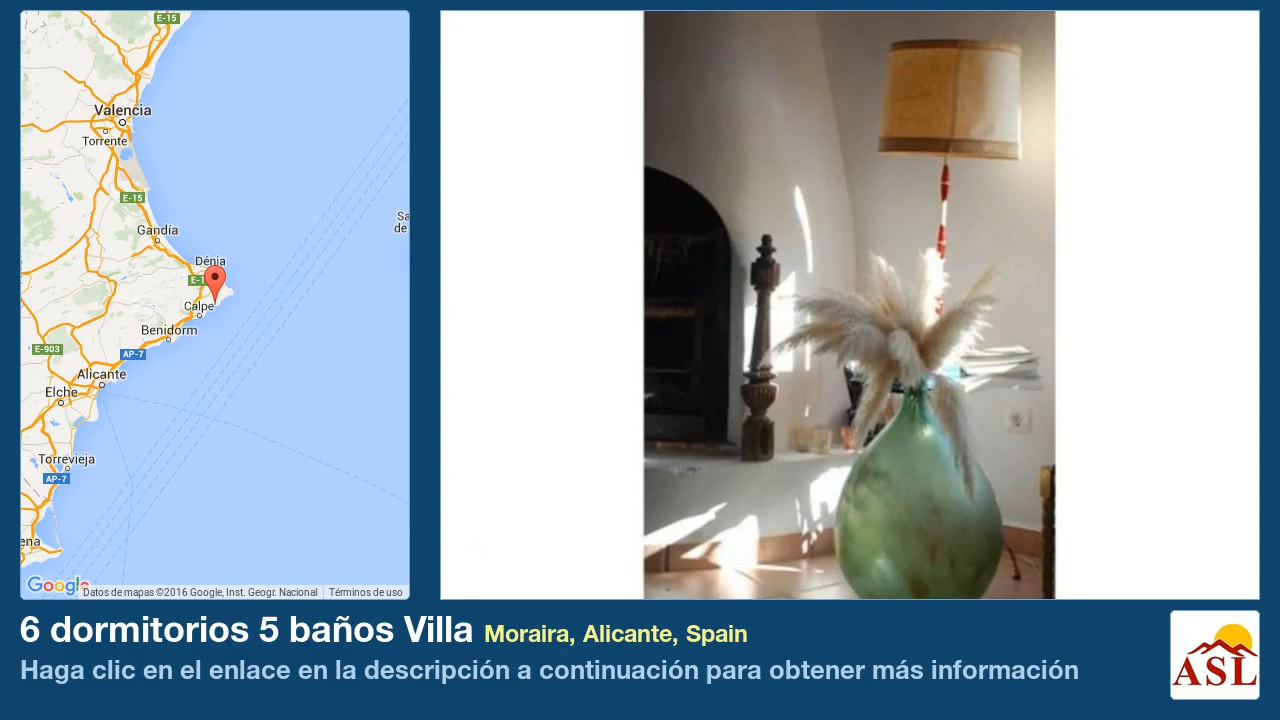 E-15
Valencia
Torrente
E-15
Gandía
Sa
de
Dénia
E-1
Calpe
Benidorm
E-903
AP-7
Alicante
Elche
Torrevieja
AP-7
ena
Google
Datos de mapas ©2016 Google, Inst. Geogr. Nacional
Términos de uso
6 dormitorios 5 baños Villa Moraira, Alicante, Spain
Haga clic en el enlace en la descripción a continuación para obtener más información
ASL